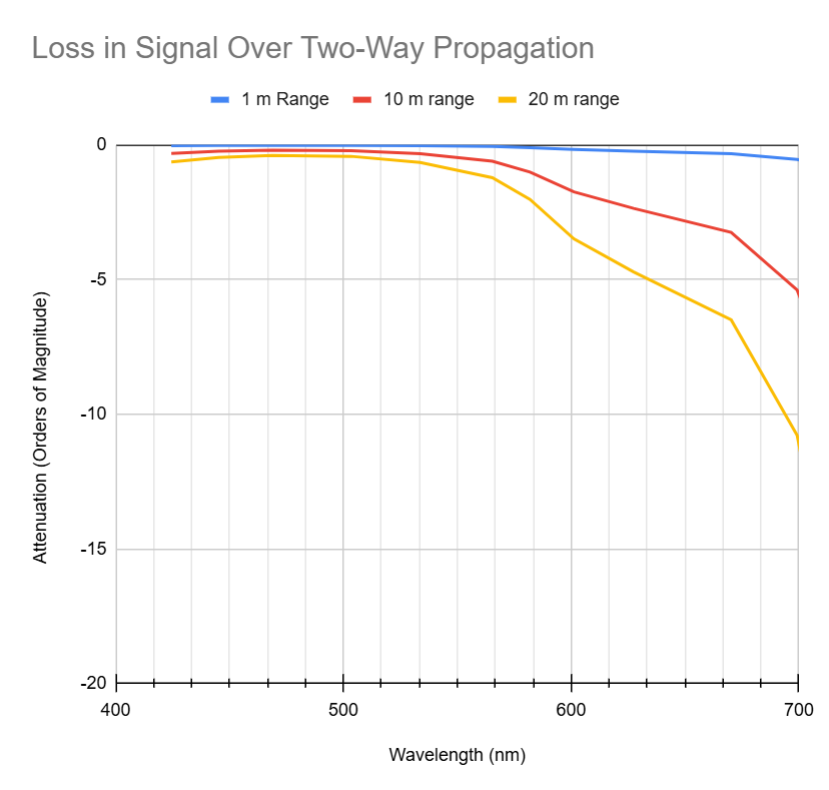 Loss in Signal Over Two-Way Propagation
1 m Range
10 m range
20 m range
0
-5
-10
-15
-20
Attenuation (Orders of Magnitude)
400
500
600
700
Wavelength (nm)